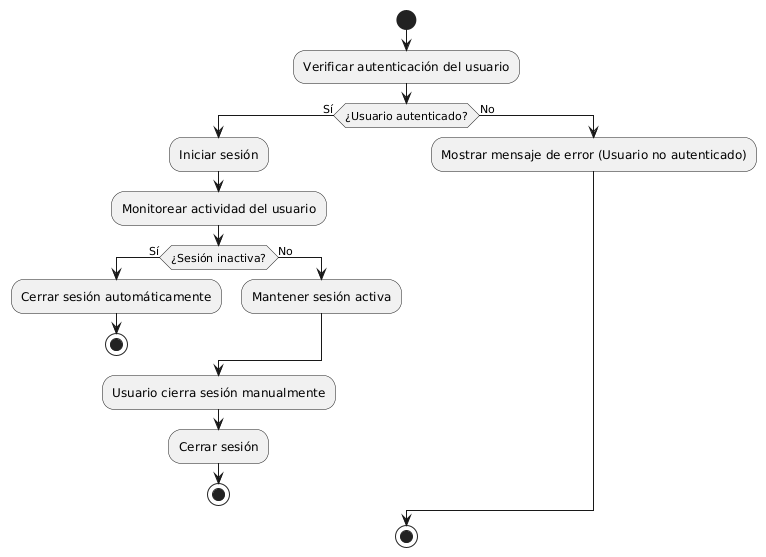 Verificar autenticación del usuario
¿Usuario autenticado?
Sí
No
Iniciar sesión
Mostrar mensaje de error (Usuario no autenticado)
Monitorear actividad del usuario
¿Sesión inactiva?
Sí
No
Cerrar sesión automáticamente
Mantener sesión activa
Usuario cierra sesión manualmente
Cerrar sesión